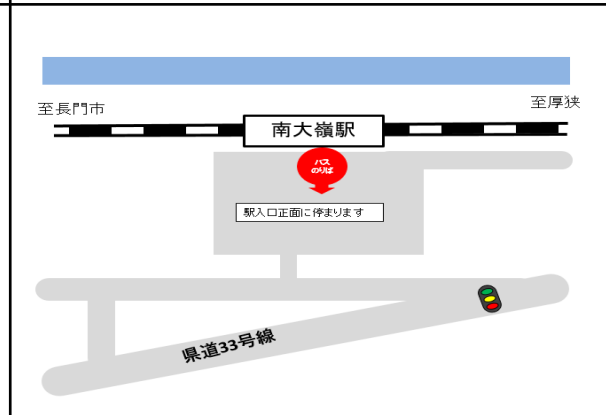 至長門市
至厚狭
南大嶺駅
バス
のりば
駅入口正面に停まります
県道33号線